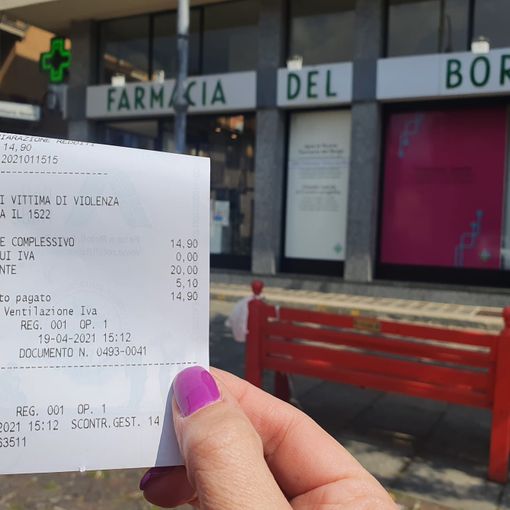 FARMACIA DEL BOR
IARAZIONE REDDITI
14,90
2021011515
I VITTIMA DI VIOLENZA
A IL 1522
E COMPLESSIVO 14,90
UI IVA 0,00
NTE 20,00
5,10
to pagato 14,90
Ventilazione Iva
REG. 001 OP. 1
19-04-2021 15:12
DOCUMENTO N. 0493-0041
REG. 001 OP. 1
2021 15:12 SCONTR.GEST. 14
63511